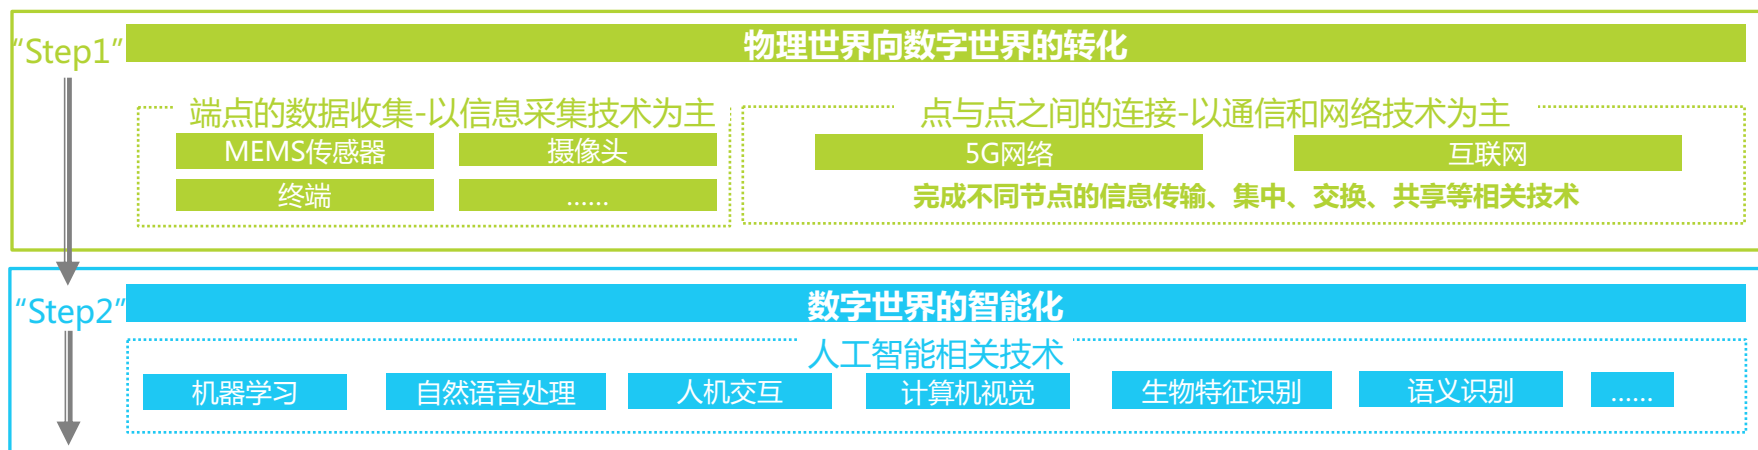 “Step1”
物理世界向数字世界的转化
端点的数据收集-以信息采集技术为主
MEMS传感器
摄像头
终端
......
点与点之间的连接-以通信和网络技术为主
5G网络
互联网
完成不同节点的信息传输、集中、交换、共享等相关技术
“Step2”
数字世界的智能化
人工智能相关技术
机器学习
自然语言处理
人机交互
计算机视觉
生物特征识别
语义识别
......